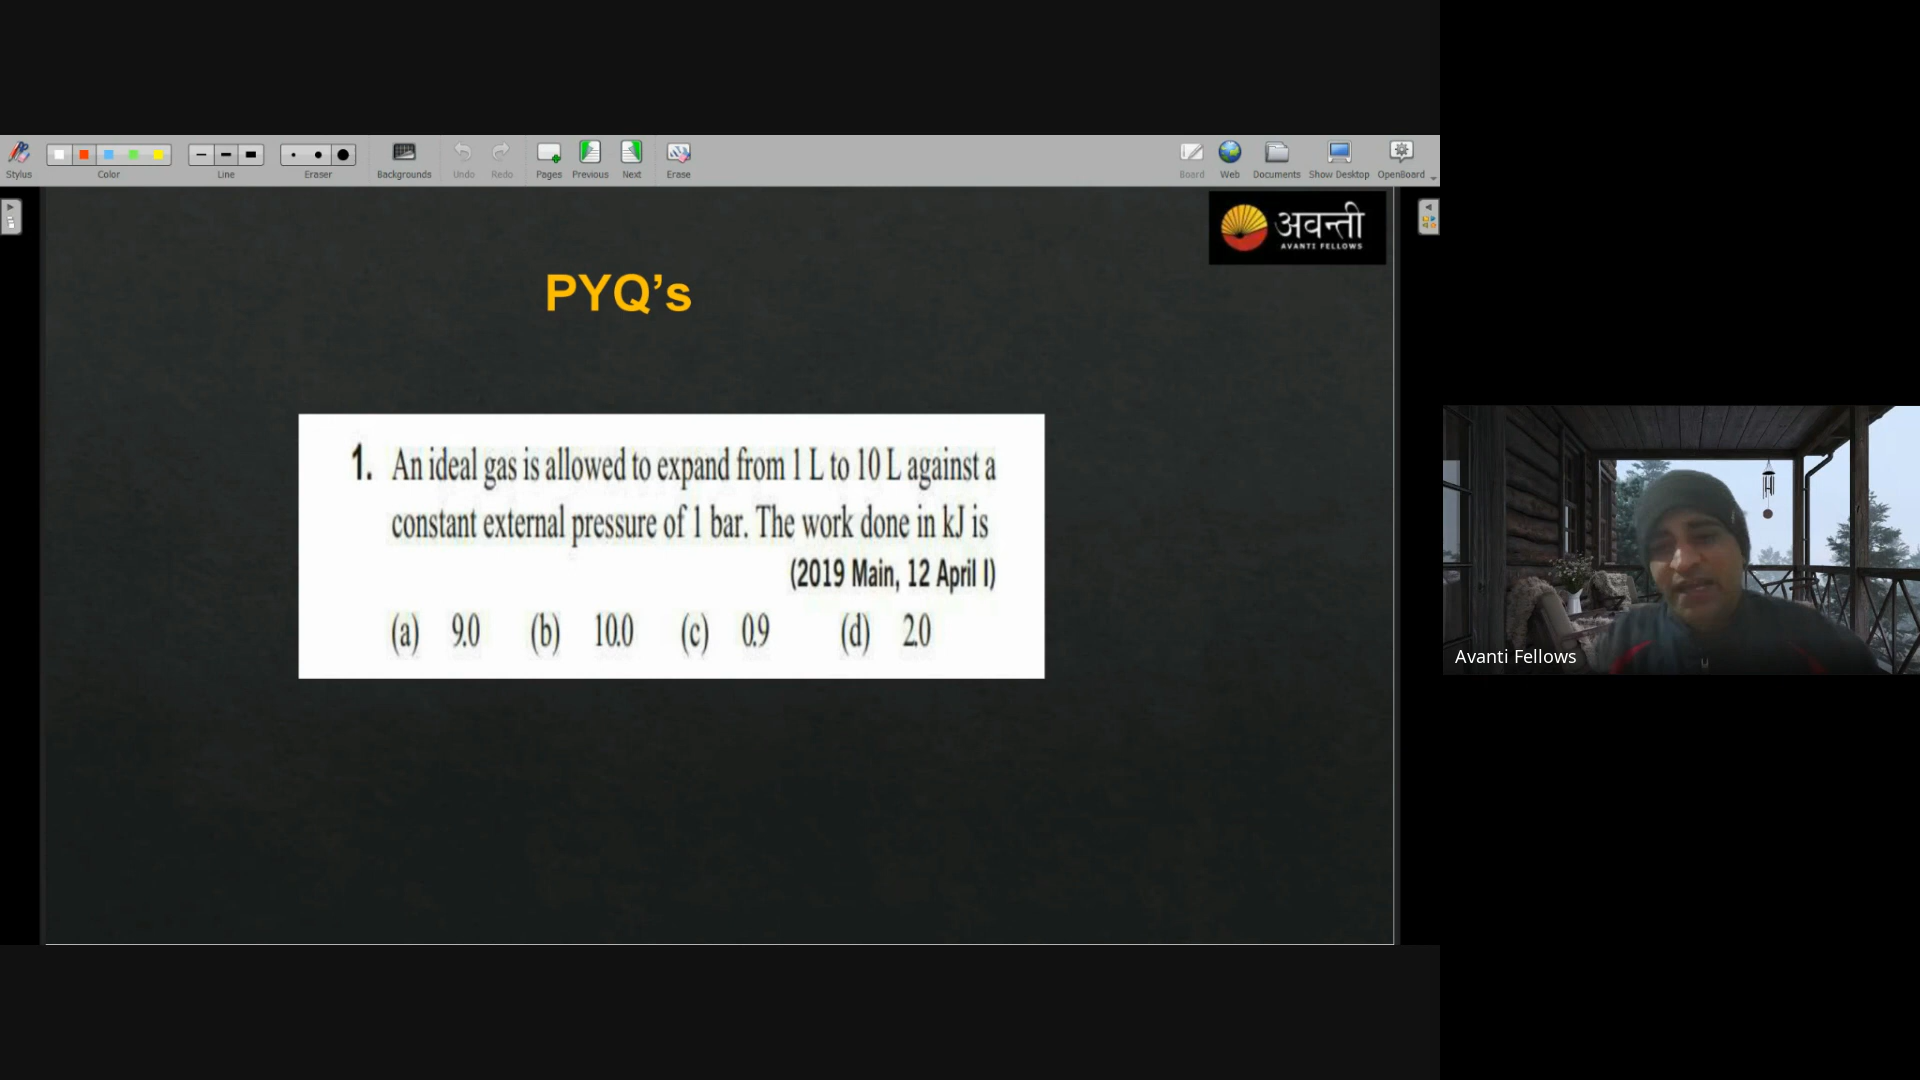 Stylus
Color
Line
Eraser
Backgrounds
Undo
Redo
Pages
Previous
Next
Erase
Board
Web
Documents
Show Desktop
OpenBoard
अवन्ती
AVANTI FELLOWS
PYQ’s
1. An ideal gas is allowed to expand from 1 L to 10 L against a
constant external pressure of 1 bar. The work done in kJ is
(2019 Main, 12 April I)
(a) 9.0 (b) 10.0 (c) 0.9 (d) 2.0
Avanti Fellows